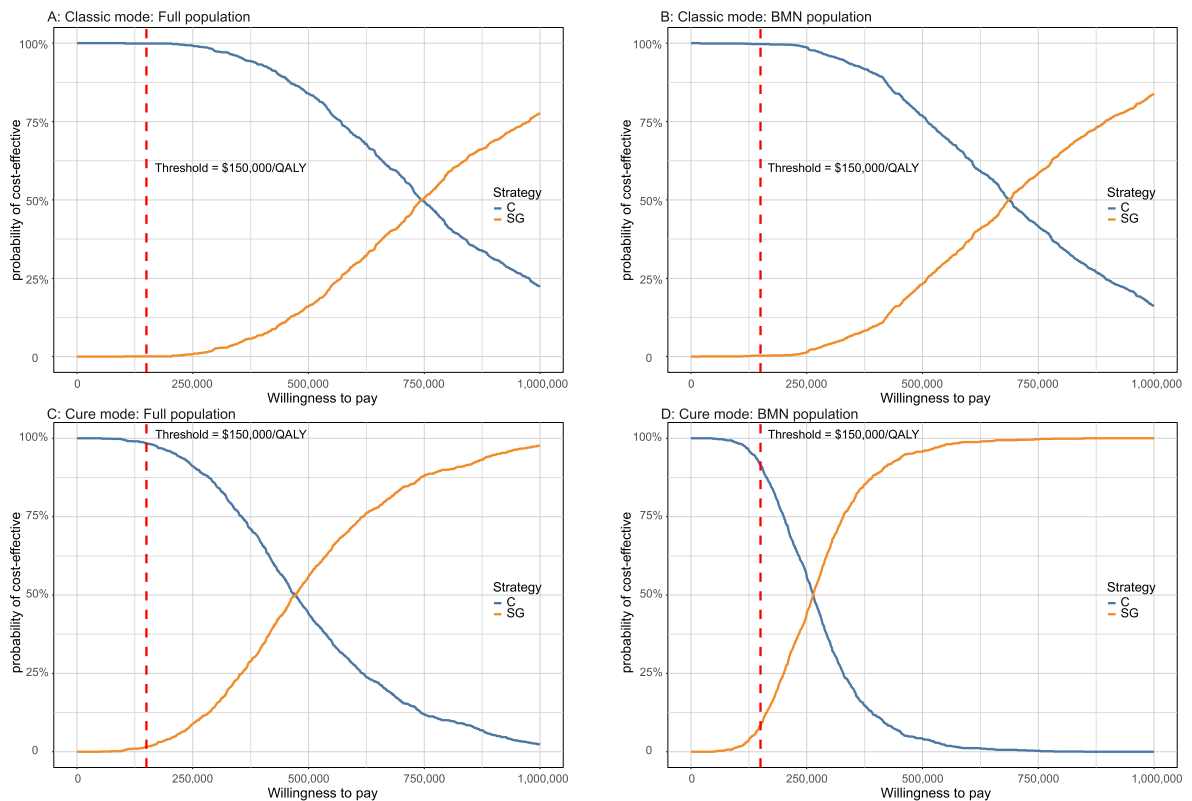 A: Classic mode: Full population
probability of cost-effective
100%
75%
50%
25%
0
Threshold = $150,000/QALY
Strategy
C
SG
0 250,000 500,000 750,000 1,000,000
Willingness to pay
B: Classic mode: BMN population
probability of cost-effective
100%
75%
50%
25%
0
Threshold = $150,000/QALY
Strategy
C
SG
0 250,000 500,000 750,000 1,000,000
Willingness to pay
C: Cure mode: Full population
probability of cost-effective
100%
75%
50%
25%
0
Threshold = $150,000/QALY
Strategy
C
SG
0 250,000 500,000 750,000 1,000,000
Willingness to pay
D: Cure mode: BMN population
probability of cost-effective
100%
75%
50%
25%
0
Threshold = $150,000/QALY
Strategy
C
SG
0 250,000 500,000 750,000 1,000,000
Willingness to pay